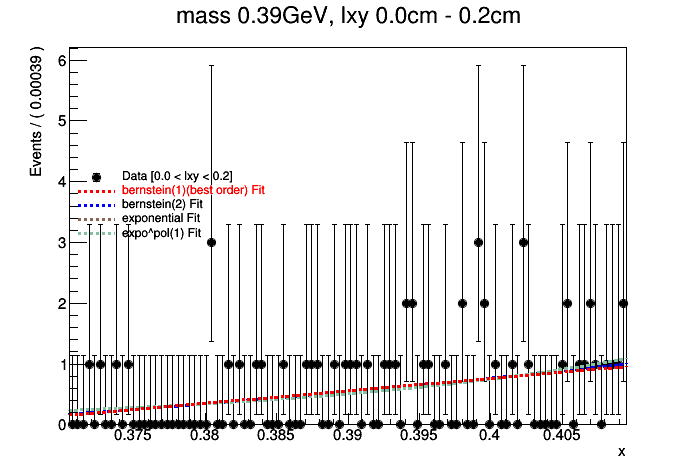 mass 0.39GeV, lxy 0.0cm - 0.2cm
Events / ( 0.00039 )
6
5
4
3
2
1
0
Data [0.0 < lxy < 0.2]
bernstein(1)(best order) Fit
bernstein(2) Fit
exponential Fit
expo^pol(1) Fit
0.375 0.38 0.385 0.39 0.395 0.4 0.405
x